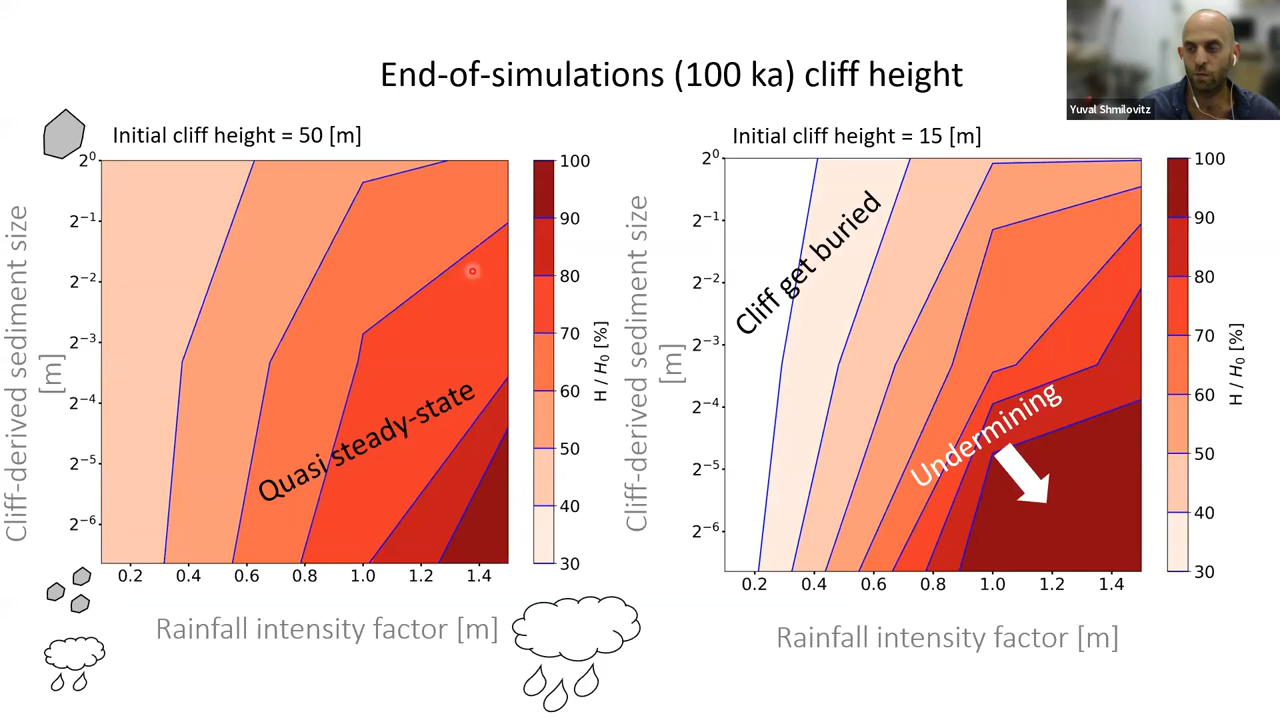 End-of-simulations (100 ka) cliff height
Yuval Shmilovitz
Initial cliff height = 50 [m]
Cliff-derived sediment size
[m]
2⁰
2⁻¹
2⁻²
2⁻³
2⁻⁴
2⁻⁵
2⁻⁶
Quasi steady-state
0.2 0.4 0.6 0.8 1.0 1.2 1.4
Rainfall intensity factor [m]
100
90
80
70
60
50
40
30
H / H₀ [%]
Initial cliff height = 15 [m]
Cliff-derived sediment size
[m]
2⁰
2⁻¹
2⁻²
2⁻³
2⁻⁴
2⁻⁵
2⁻⁶
Cliff get buried
Undermining
0.2 0.4 0.6 0.8 1.0 1.2 1.4
Rainfall intensity factor [m]
100
90
80
70
60
50
40
30
H / H₀ [%]